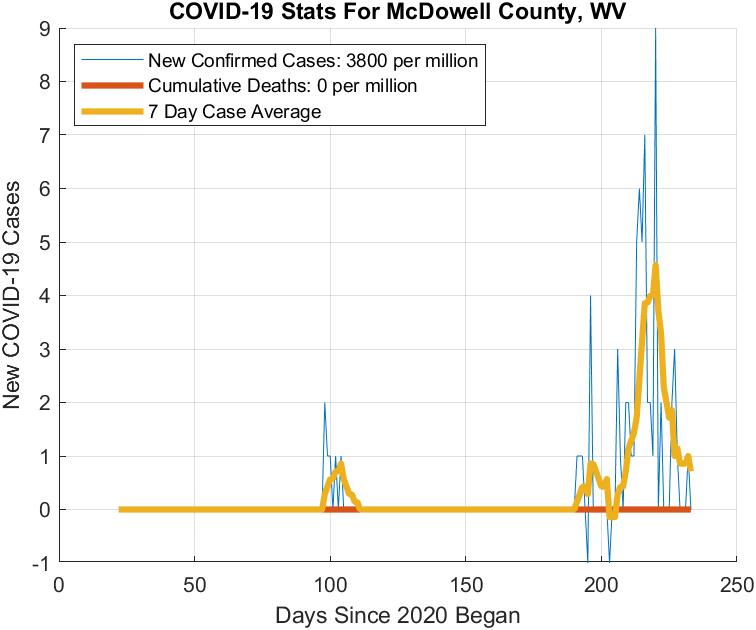 COVID-19 Stats For McDowell County, WV
New Confirmed Cases: 3800 per million
Cumulative Deaths: 0 per million
7 Day Case Average
New COVID-19 Cases
9
8
7
6
5
4
3
2
1
0
-1
0 50 100 150 200 250
Days Since 2020 Began